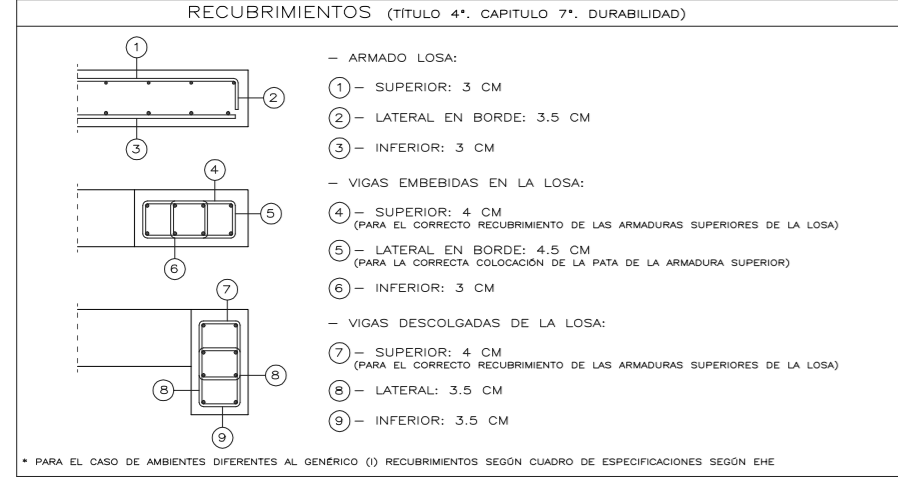 RECUBRIMIENTOS (TÍTULO 4°. CAPITULO 7°. DURABILIDAD)
1
2
3
4
5
6
7
8
8
9
– ARMADO LOSA:
1 – SUPERIOR: 3 CM
2 – LATERAL EN BORDE: 3.5 CM
3 – INFERIOR: 3 CM
– VIGAS EMBEBIDAS EN LA LOSA:
4 – SUPERIOR: 4 CM
(PARA EL CORRECTO RECUBRIMIENTO DE LAS ARMADURAS SUPERIORES DE LA LOSA)
5 – LATERAL EN BORDE: 4.5 CM
(PARA LA CORRECTA COLOCACIÓN DE LA PATA DE LA ARMADURA SUPERIOR)
6 – INFERIOR: 3 CM
– VIGAS DESCOLGADAS DE LA LOSA:
7 – SUPERIOR: 4 CM
(PARA EL CORRECTO RECUBRIMIENTO DE LAS ARMADURAS SUPERIORES DE LA LOSA)
8 – LATERAL: 3.5 CM
9 – INFERIOR: 3.5 CM
* PARA EL CASO DE AMBIENTES DIFERENTES AL GENÉRICO (I) RECUBRIMIENTOS SEGÚN CUADRO DE ESPECIFICACIONES SEGÚN EHE